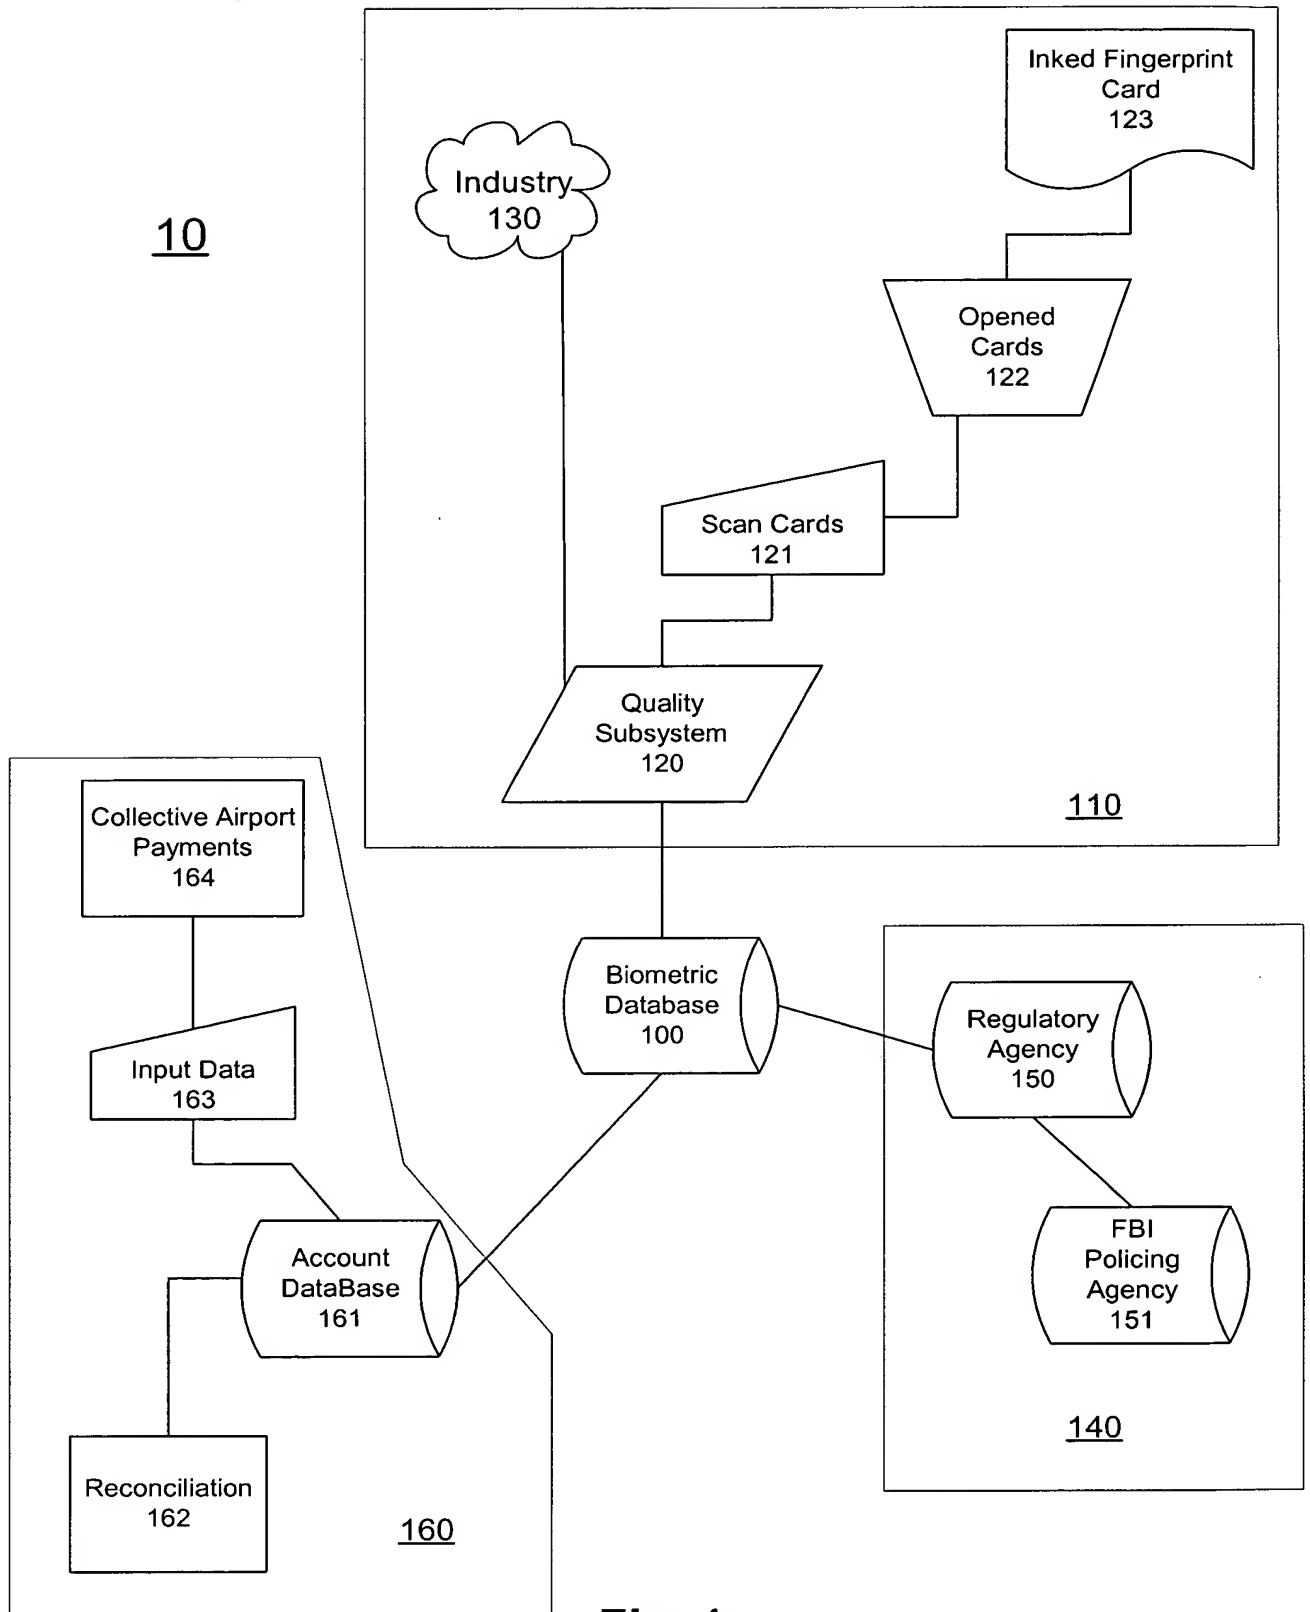 Inked Fingerprint
Card
123
Industry
130
10
Opened
Cards
122
Scan Cards
121
Quality
Subsystem
120
110
Collective Airport
Payments
164
Biometric
Database
100
Regulatory
Agency
150
Input Data
163
FBI
Policing
Agency
151
Account
DataBase
161
140
Reconciliation
162
160